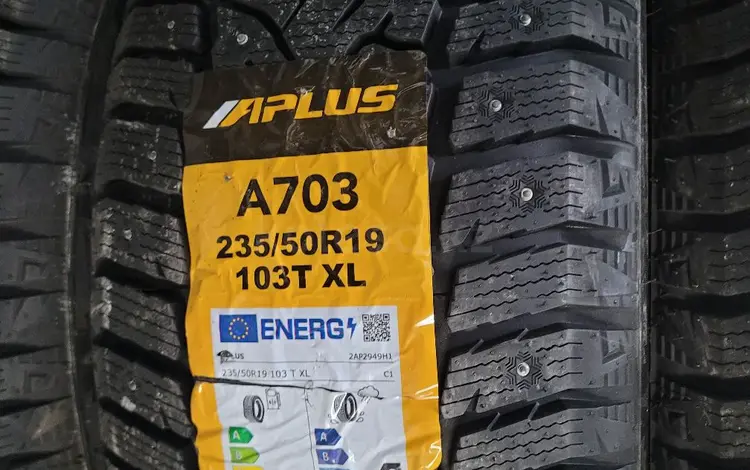 APLUS
A703
235/50R19
103T XL
ENERG
2AP2949H1
235/50R19 103 T XL C1
A A
B B